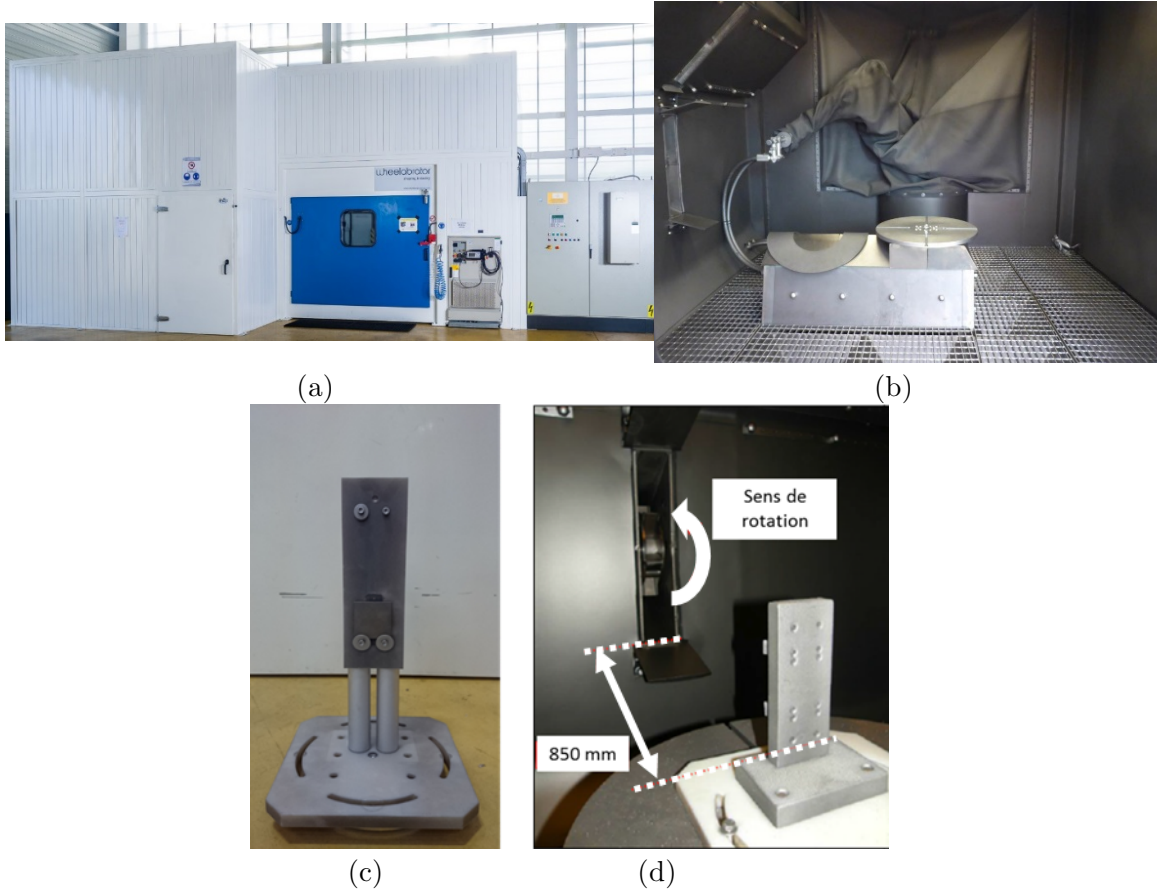 wheelabrator
(a)
(b)
Sens de
rotation
850 mm
(c)
(d)